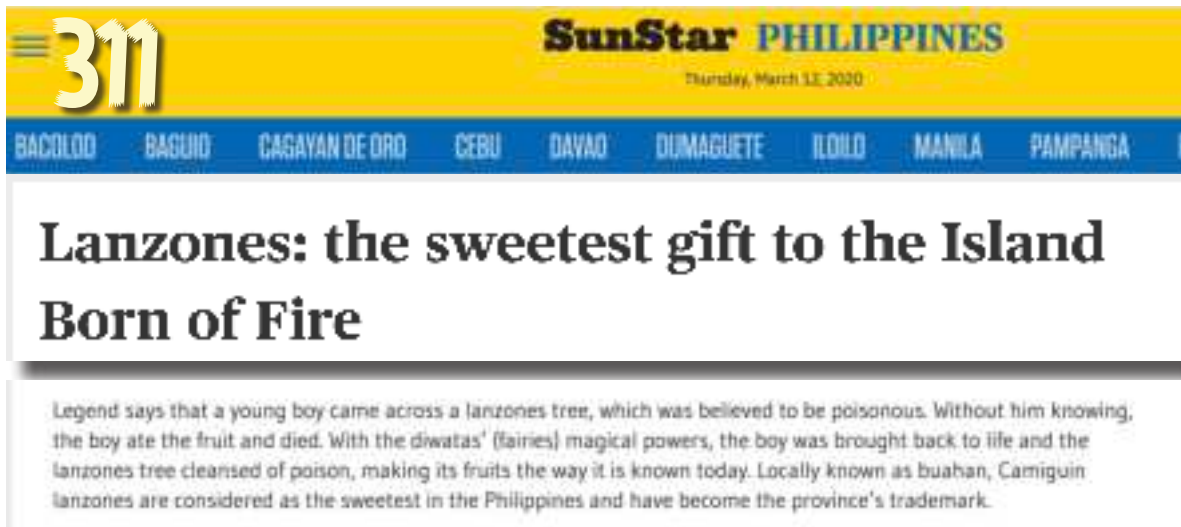 311
SunStar PHILIPPINES
Thursday, March 12, 2020
BACOLOD BAGUIO CAGAYAN DE ORO CEBU DAVAO DUMAGUETE ILOILO MANILA PAMPANGA
Lanzones: the sweetest gift to the Island
Born of Fire
Legend says that a young boy came across a lanzones tree, which was believed to be poisonous. Without him knowing,
the boy ate the fruit and died. With the diwatas' (fairies) magical powers, the boy was brought back to life and the
lanzones tree cleansed of poison, making its fruits the way it is known today. Locally known as buahan, Camiguin
lanzones are considered as the sweetest in the Philippines and have become the province's trademark.